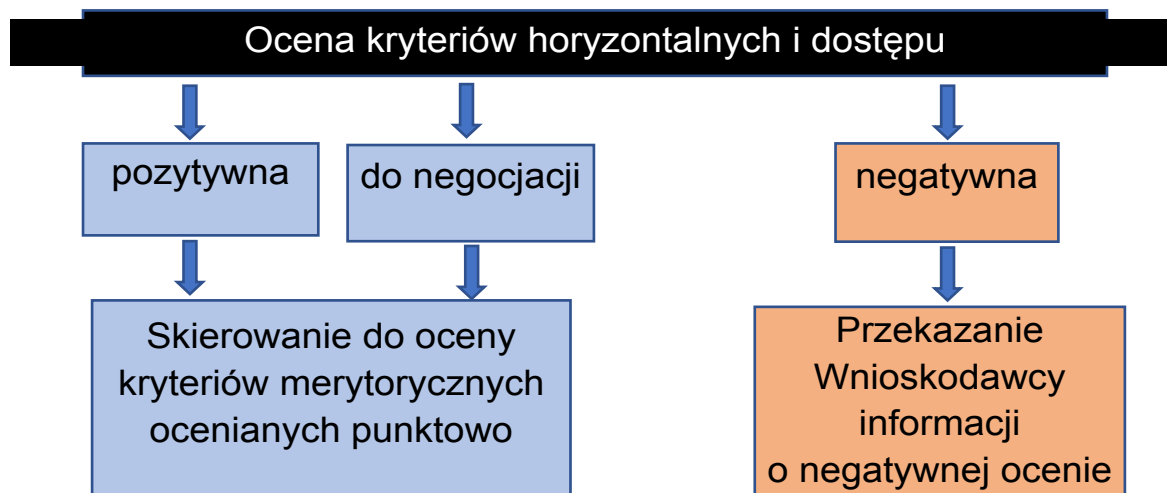 Ocena kryteriów horyzontalnych i dostępu
pozytywna
do negocjacji
negatywna
Skierowanie do oceny
kryteriów merytorycznych
ocenianych punktowo
Przekazanie
Wnioskodawcy
informacji
o negatywnej ocenie